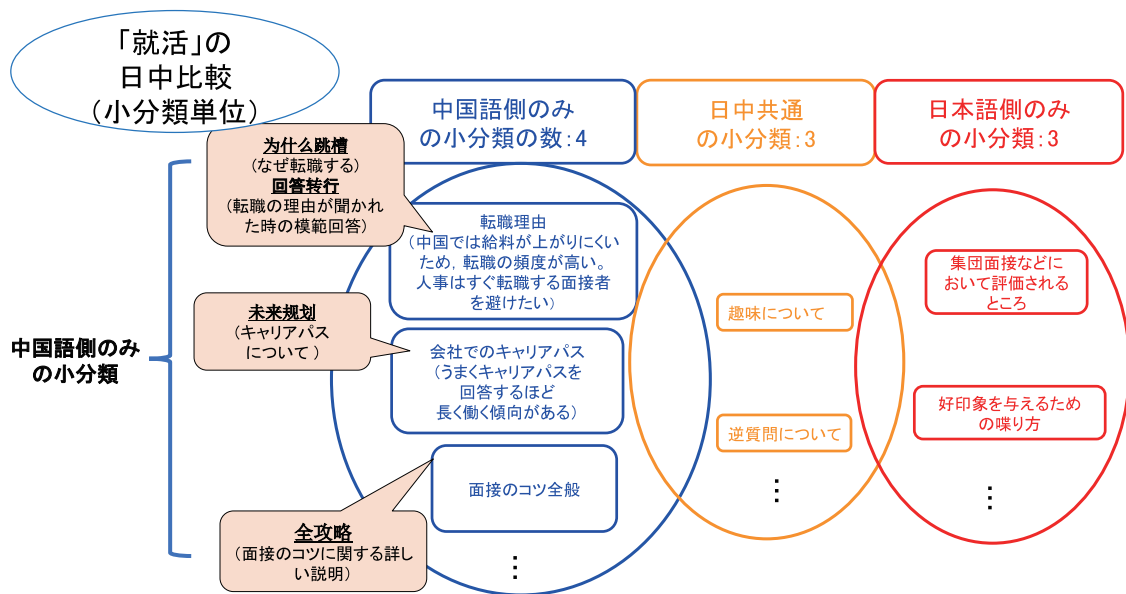 「就活」の
日中比較
（小分類単位）
中国語側のみ
の小分類の数：4
日中共通
の小分類：3
日本語側のみ
の小分類：3
为什么跳槽
（なぜ転職する）
回答转行
（転職の理由が聞かれ
た時の模範回答）
転職理由
（中国では給料が上がりにくい
ため，転職の頻度が高い。
人事はすぐ転職する面接者
を避けたい）
未来规划
（キャリアパス
について ）
会社でのキャリアパス
（うまくキャリアパスを
回答するほど
長く働く傾向がある）
中国語側のみ
の小分類
面接のコツ全般
全攻略
（面接のコツに関する詳し
い説明）
⋮
趣味について
逆質問について
⋮
集団面接などに
おいて評価される
ところ
好印象を与えるため
の喋り方
⋮